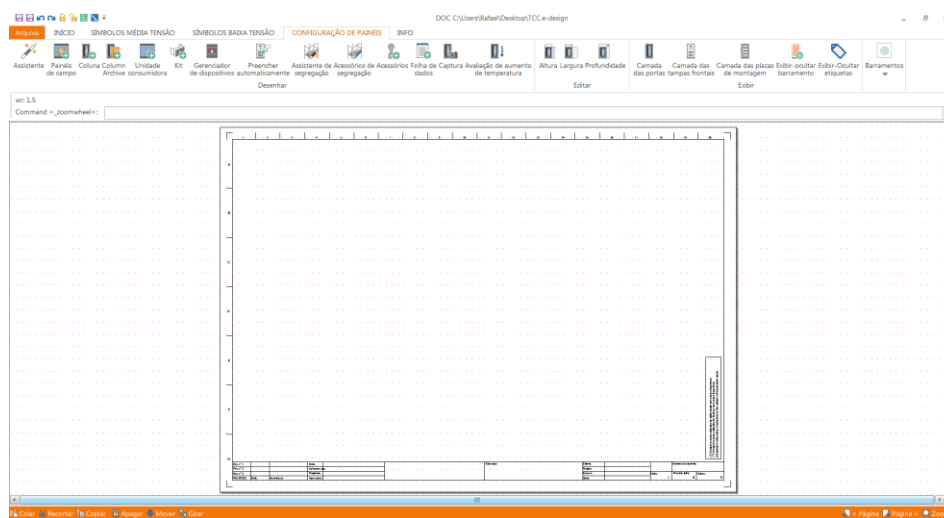 DOC C:\Users\Rafael\Desktop\TCC.e-design
Arquivo INÍCIO SÍMBOLOS MÉDIA TENSÃO SÍMBOLOS BAIXA TENSÃO CONFIGURAÇÃO DE PAINÉIS INFO
Assistente Painéis Coluna Column Unidade Kit Gerenciador Preencher Assistente de Acessórios de Acessórios Folha de Captura Avaliação de aumento Altura Largura Profundidade Camada Camada das Camada das placas Exibir-ocultar Exibir-Ocultar Barramentos
de campo Archive consumidora de dispositivos automaticamente segregação segregação dados de temperatura das portas tampas frontais de montagem barramento etiquetas
Desenhar Editar Exibir
wr: 1.5
Command <_zoomwheel>:
Colar Recortar Copiar Apagar Mover Girar < Página Página > Zoo